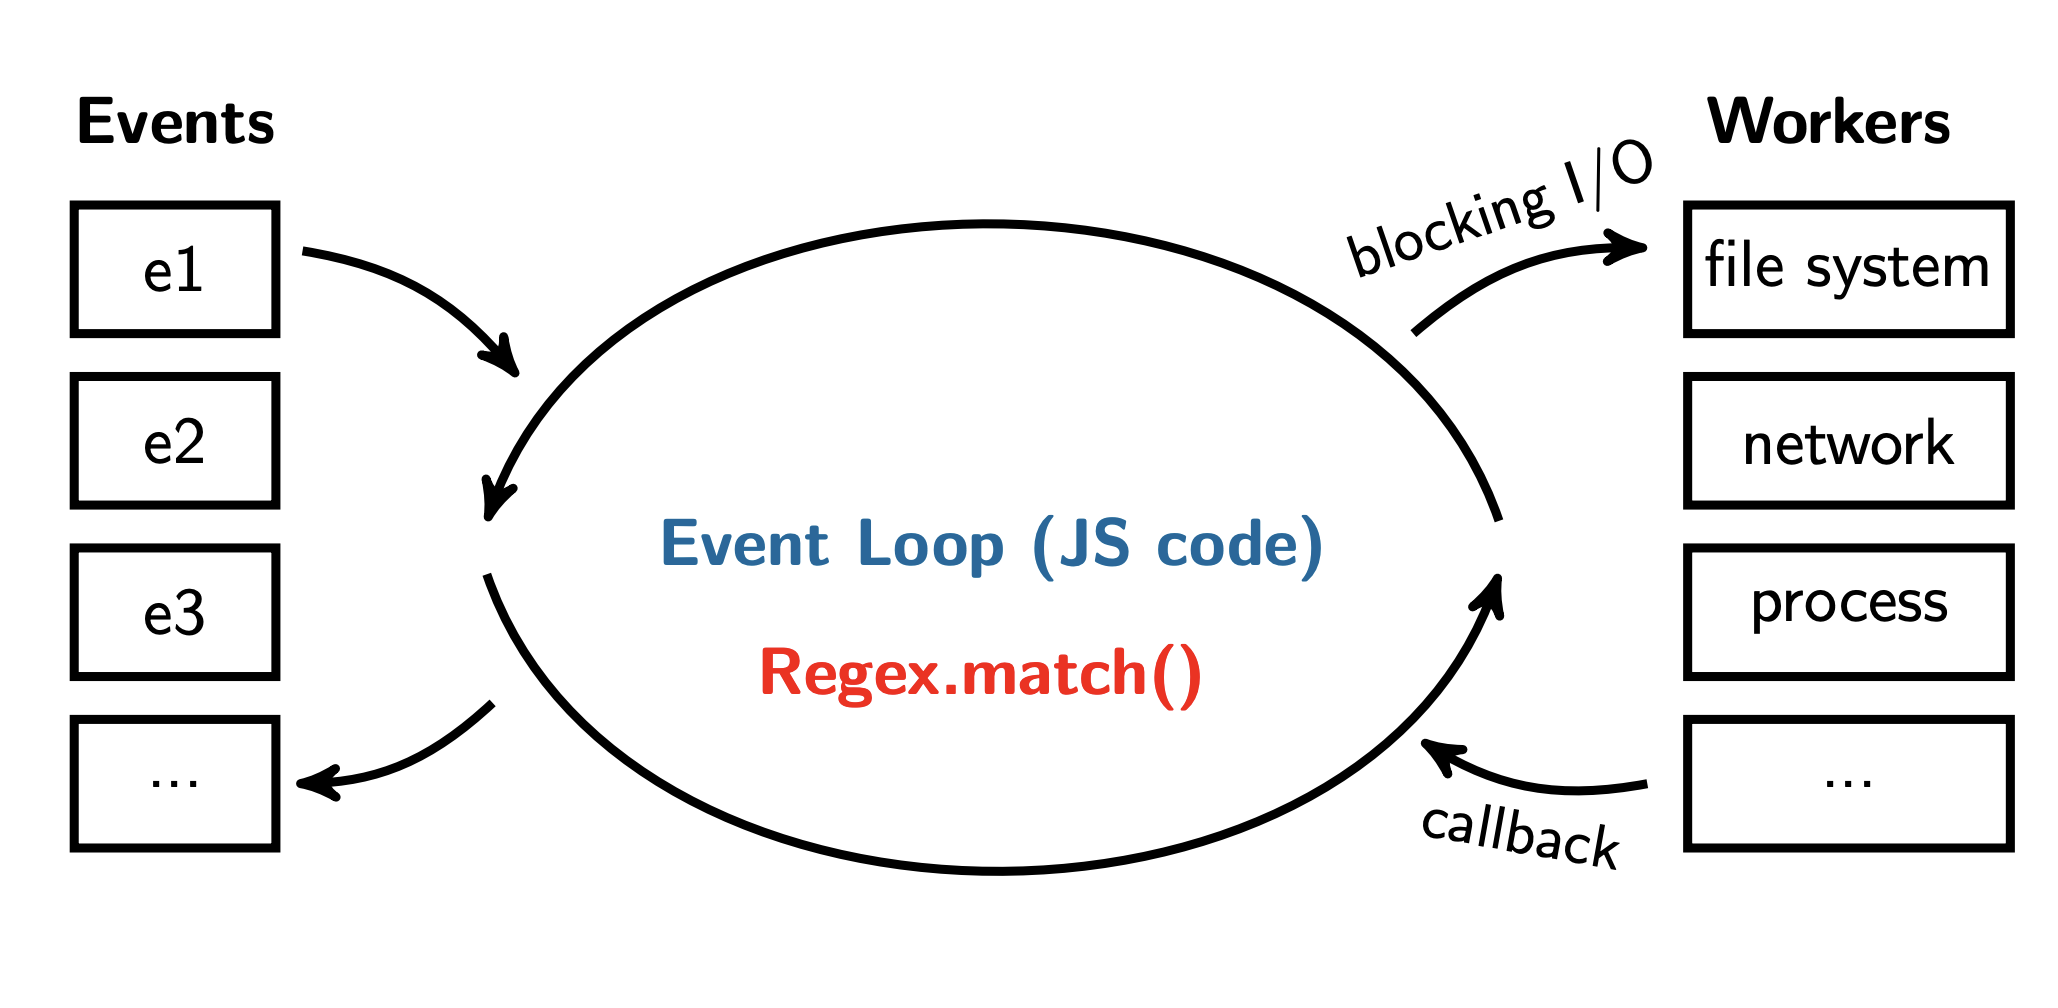 Events
e1
e2
e3
...
Event Loop (JS code)
Regex.match()
blocking I/O
callback
Workers
file system
network
process
...